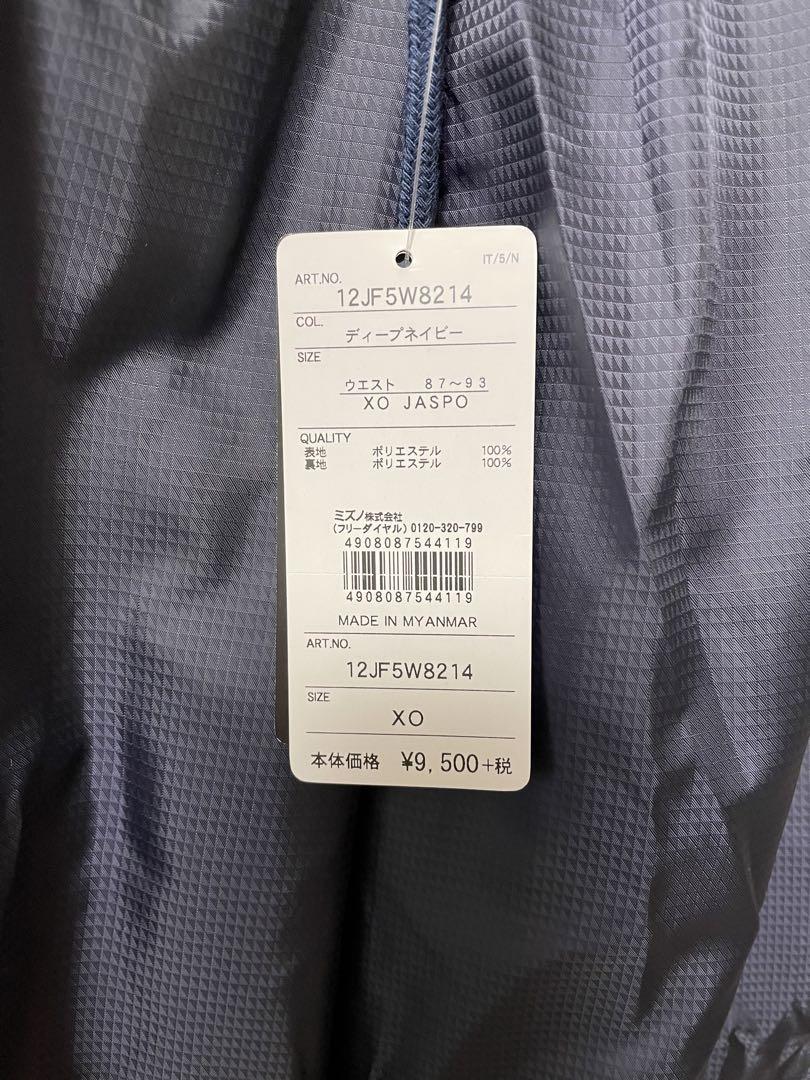 IT/5/N
ART.NO.
12JF5W8214
COL.
ディープネイビー
SIZE
ウエスト 87〜93
XO JASPO
QUALITY
表地 ポリエステル 100%
裏地 ポリエステル 100%
ミズノ株式会社
(フリーダイヤル) 0120-320-799
4908087544119
4908087544119
MADE IN MYANMAR
ART.NO.
12JF5W8214
SIZE
XO
本体価格 ¥9,500+税